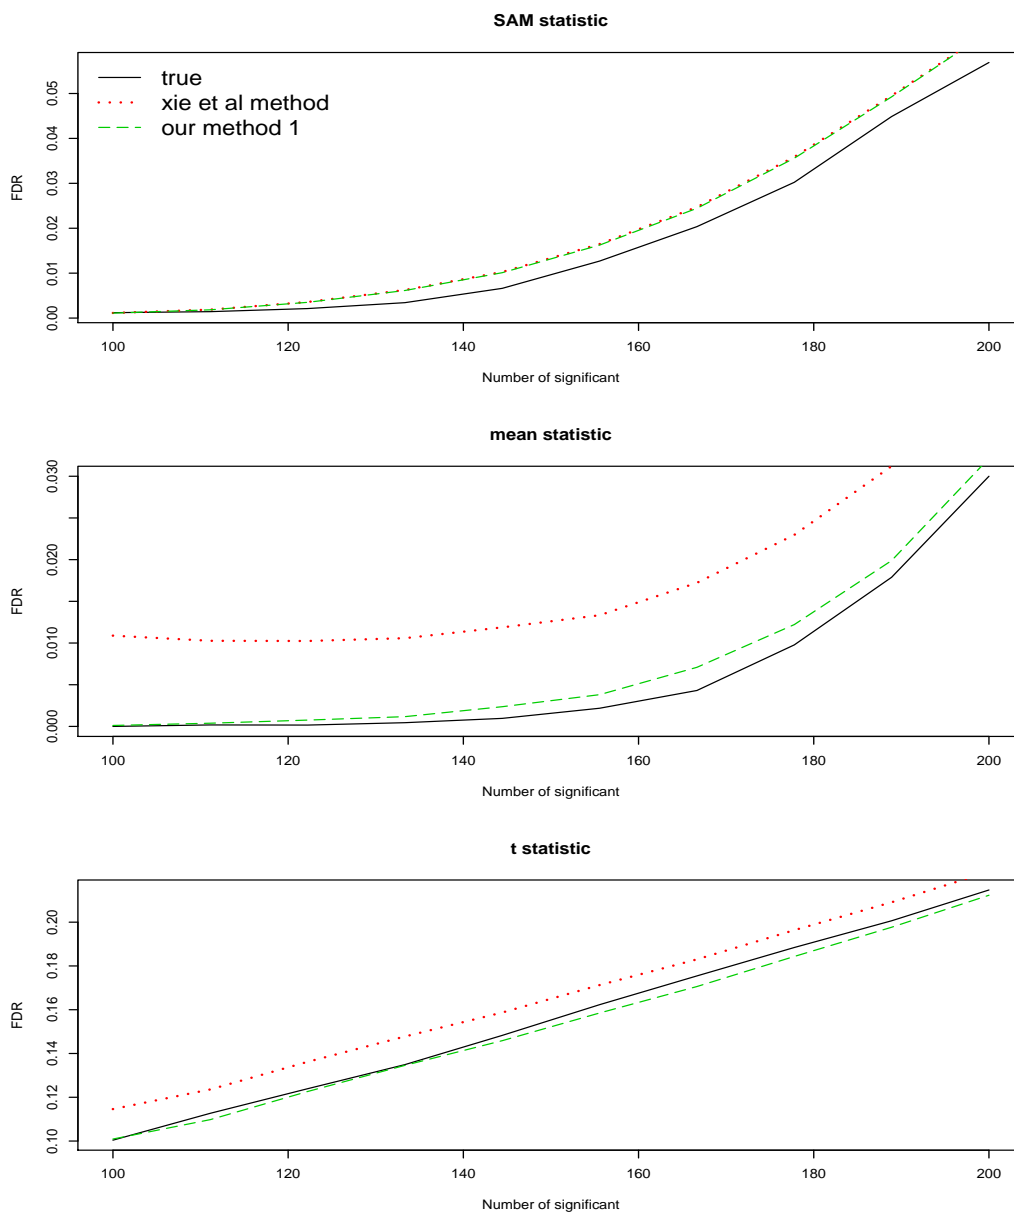 SAM statistic
true
xie et al method
our method 1
FDR
0.00 0.01 0.02 0.03 0.04 0.05
100 120 140 160 180 200
Number of significant
mean statistic
FDR
0.000 0.010 0.020 0.030
100 120 140 160 180 200
Number of significant
t statistic
FDR
0.10 0.12 0.14 0.16 0.18 0.20
100 120 140 160 180 200
Number of significant